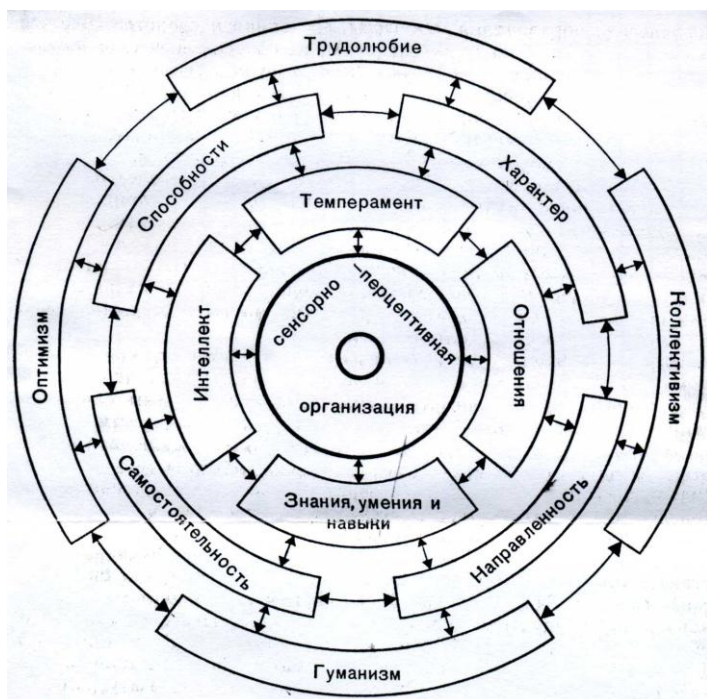 Трудолюбие
Способности
Характер
Темперамент
Оптимизм
Интеллект
сенсорно
–перцептивная
организация
Отношения
Коллективизм
Знания, умения и
навыки
Самостоятельность
Направленность
Гуманизм